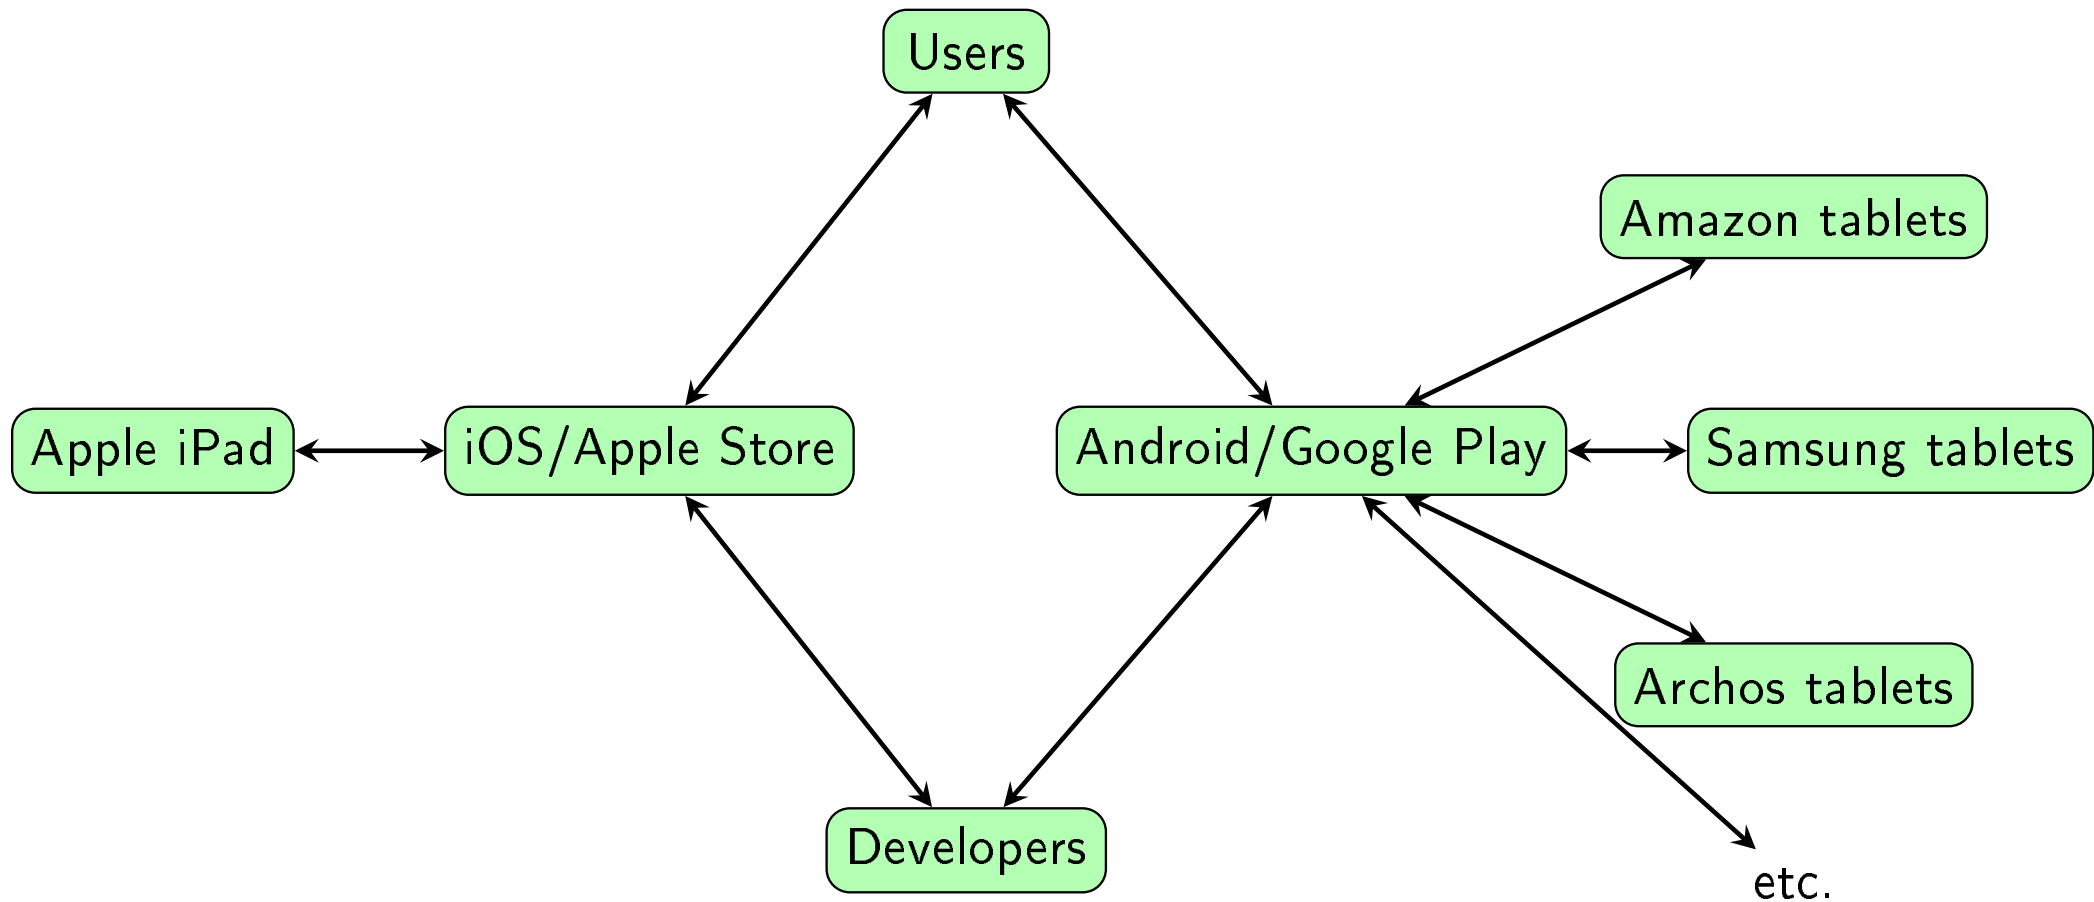 Users
Amazon tablets
Apple iPad
iOS/Apple Store
Android/Google Play
Samsung tablets
Archos tablets
Developers
etc.